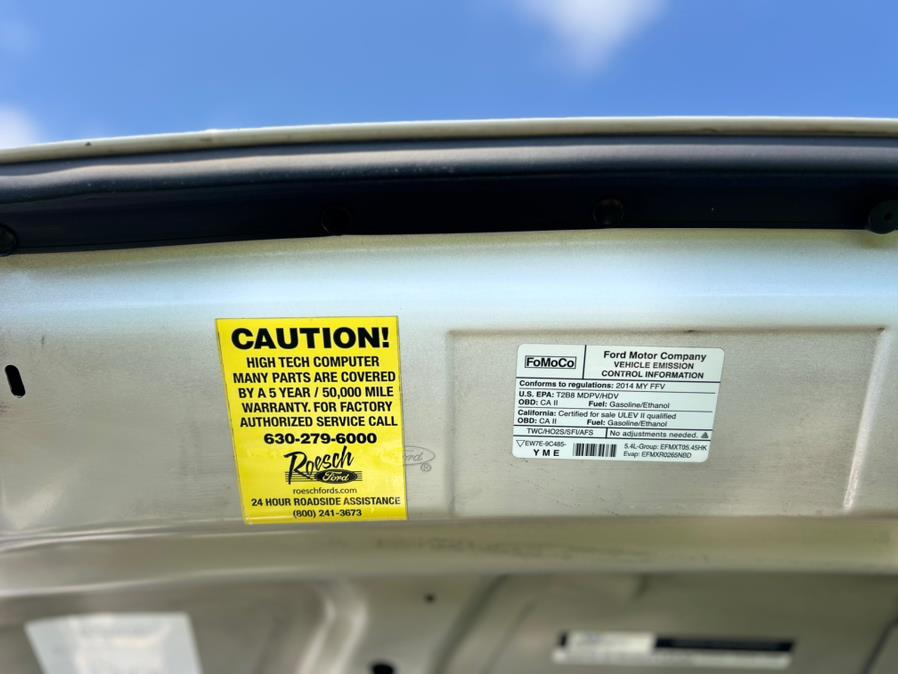 CAUTION!
HIGH TECH COMPUTER
MANY PARTS ARE COVERED
BY A 5 YEAR / 50,000 MILE
WARRANTY. FOR FACTORY
AUTHORIZED SERVICE CALL
630-279-6000
Roesch
Ford
roeschfords.com
24 HOUR ROADSIDE ASSISTANCE
(800) 241-3673
Ford
®
FoMoCo
Ford Motor Company
VEHICLE EMISSION
CONTROL INFORMATION
Conforms to regulations: 2014 MY FFV
U.S. EPA: T2B8 MDPV/HDV
OBD: CA II Fuel: Gasoline/Ethanol
California: Certified for sale ULEV II qualified
OBD: CA II Fuel: Gasoline/Ethanol
TWC/HO2S/SFI/AFS No adjustments needed.
EW7E-9C485-
YME
5.4L-Group: EFMXT05.45HK
Evap: EFMXR0265NBD